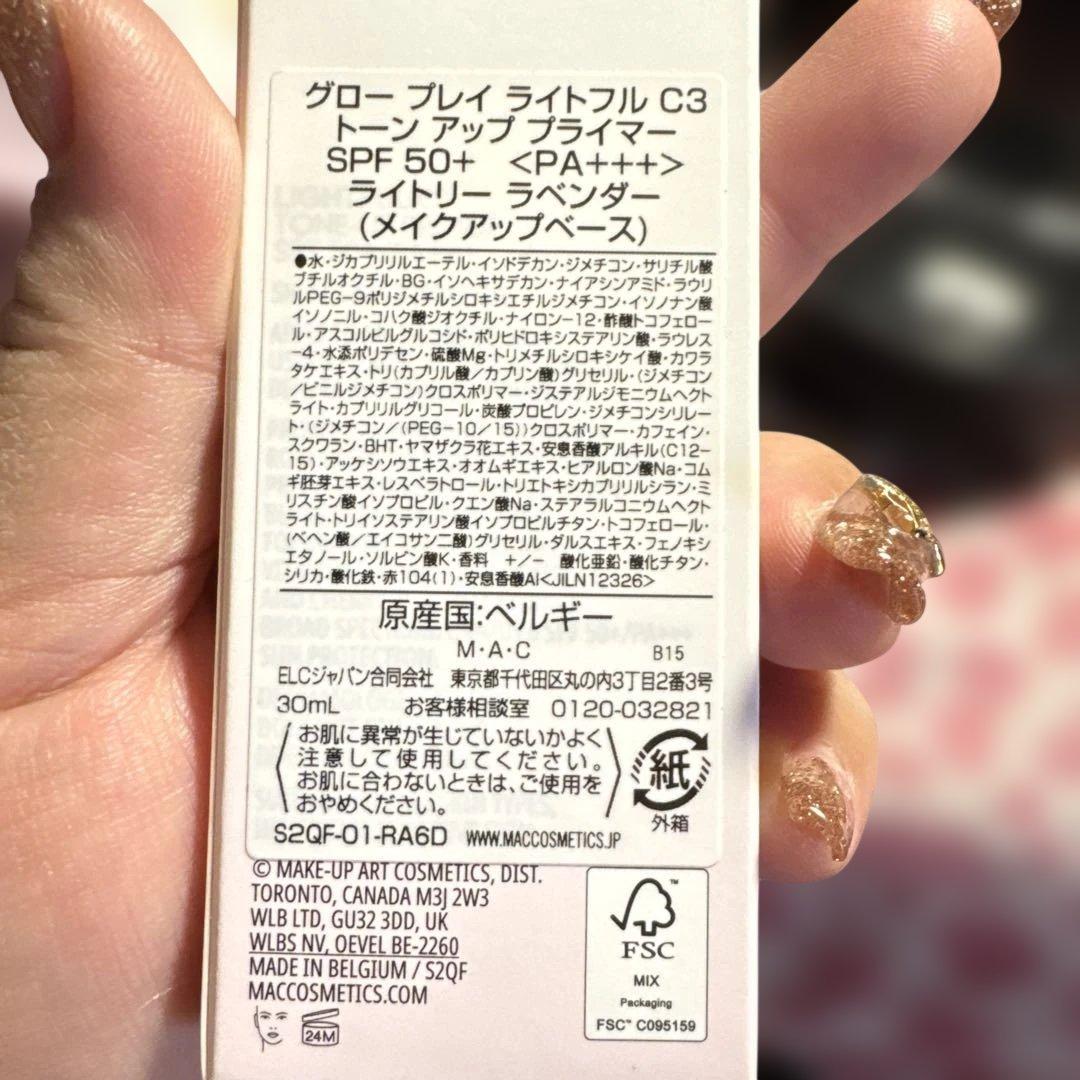 グロー プレイ ライトフル C3
トーン アップ プライマー
SPF 50+ <PA+++>
ライトリー ラベンダー
(メイクアップベース)
●水・ジカプリリルエーテル・イソドデカン・ジメチコン・サリチル酸
ブチルオクチル・BG・イソヘキサデカン・ナイアシンアミド・ラウリ
ルPEG-9ポリジメチルシロキシエチルジメチコン・イソノナン酸
イソノニル・コハク酸ジオクチル・ナイロン-12・酢酸トコフェロー
ル・アスコルビルグルコシド・ポリヒドロキシステアリン酸・ラウレス
-4・水添ポリデセン・硫酸Mg・トリメチルシロキシケイ酸・カワラ
タケエキス・トリ(カプリル酸/カプリン酸)グリセリル・(ジメチコン
/ビニルジメチコン)クロスポリマー・ジステアルジモニウムヘクト
ライト・カプリリルグリコール・炭酸プロピレン・ジメチコンシリレー
ト・(ジメチコン/(PEG-10/15))クロスポリマー・カフェイン・
スクワラン・BHT・ヤマザクラ花エキス・安息香酸アルキル(C12-
15)・アッケシソウエキス・オオムギエキス・ヒアルロン酸Na・コム
ギ胚芽エキス・レスベラトロール・トリエトキシカプリリルシラン・ミ
リスチン酸イソプロピル・クエン酸Na・ステアラルコニウムヘクト
ライト・トリイソステアリン酸イソプロピルチタン・トコフェロール・
(ベヘン酸/エイコサン二酸)グリセリル・ダルスエキス・フェノキシ
エタノール・ソルビン酸K・香料 +/- 酸化亜鉛・酸化チタン・
シリカ・酸化鉄・赤104(1)・安息香酸Al<JILN12326>
原産国:ベルギー
M・A・C B15
ELCジャパン合同会社 東京都千代田区丸の内3丁目2番3号
30mL お客様相談室 0120-032821
お肌に異常が生じていないかよく
注意して使用してください。
お肌に合わないときは、ご使用を
おやめください。
紙
外箱
S2QF-01-RA6D WWW.MACCOSMETICS.JP
© MAKE-UP ART COSMETICS, DIST.
TORONTO, CANADA M3J 2W3
WLB LTD, GU32 3DD, UK
WLBS NV, OEVEL BE-2260
MADE IN BELGIUM / S2QF
MACCOSMETICS.COM
24M
™
FSC
MIX
Packaging
FSC™ C095159